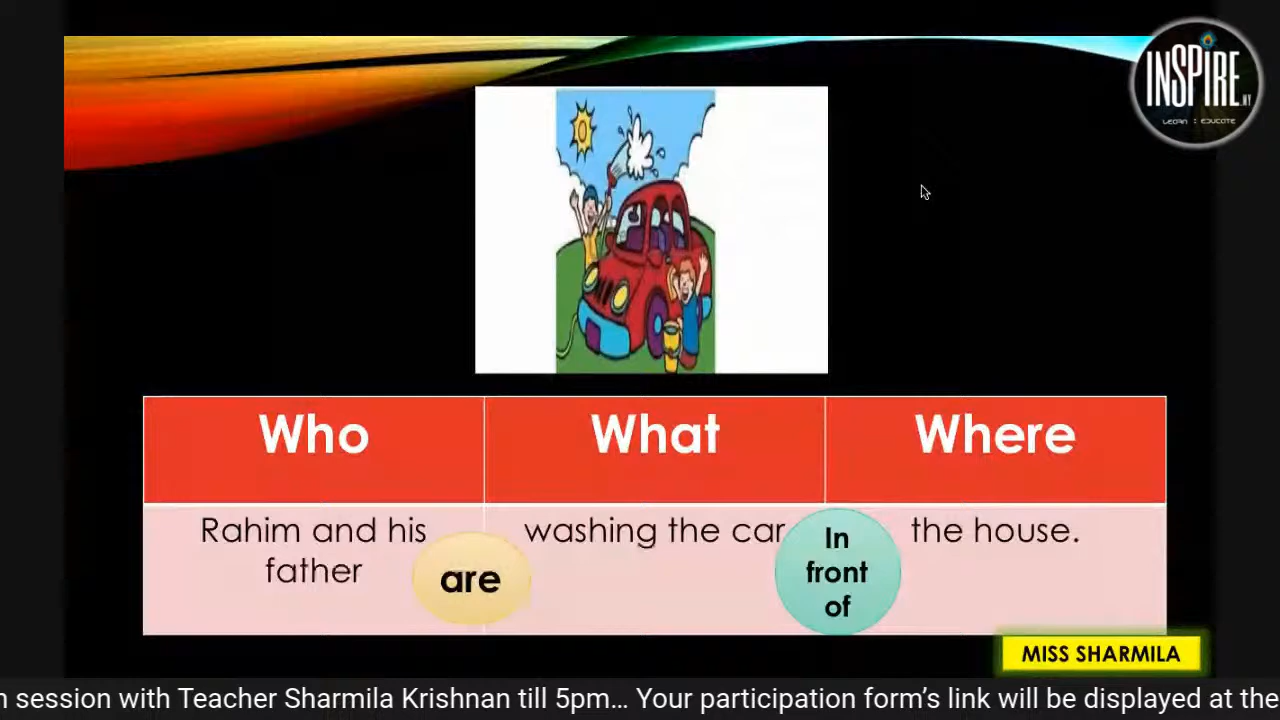 INSPIRE.MY
LEARN : EDUCATE
Who What Where
Rahim and his father are washing the car In front of the house.
MISS SHARMILA
session with Teacher Sharmila Krishnan till 5pm... Your participation form's link will be displayed at the